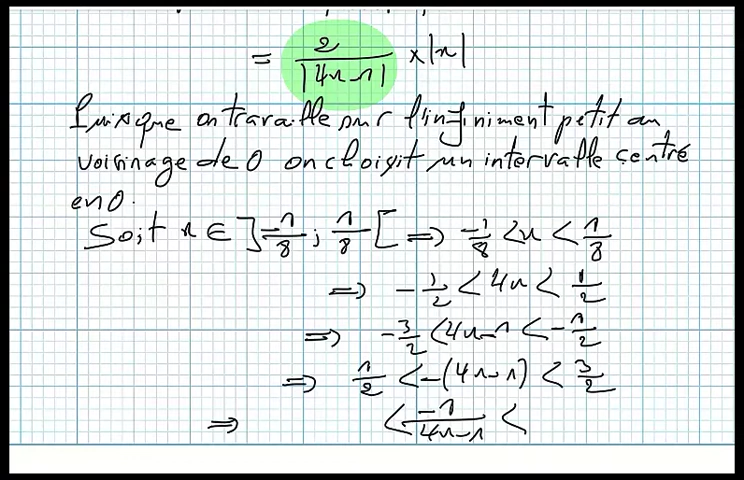 = 2/|4x-1| × |x|
Puisque on travaille sur l'infiniment petit au
voisinage de 0 on choisit un intervalle centré
en 0.
Soit x ∈ ]-1/8 ; 1/8[ ⇒ -1/8 < x < 1/8
⇒ -1/2 < 4x < 1/2
⇒ -3/2 < 4x-1 < -1/2
⇒ 1/2 < -(4x-1) < 3/2
⇒ < -1/(4x-1) <